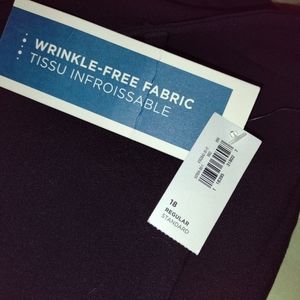 WRINKLE-FREE FABRIC
TISSU INFROISSABLE
18
REGULAR
STANDARD